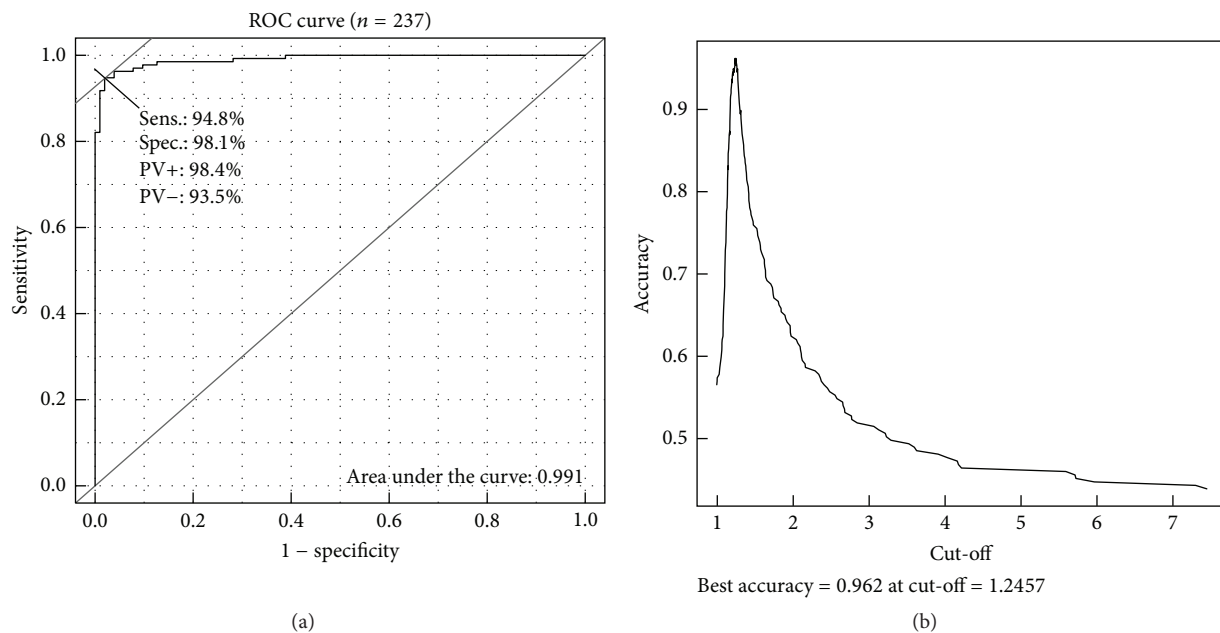 ROC curve (n = 237)
1.0
0.8
0.6
0.4
0.2
0.0
Sensitivity
Sens.: 94.8%
Spec.: 98.1%
PV+: 98.4%
PV−: 93.5%
Area under the curve: 0.991
0.0 0.2 0.4 0.6 0.8 1.0
1 − specificity
(a)
0.9
0.8
0.7
0.6
0.5
Accuracy
1 2 3 4 5 6 7
Cut-off
Best accuracy = 0.962 at cut-off = 1.2457
(b)